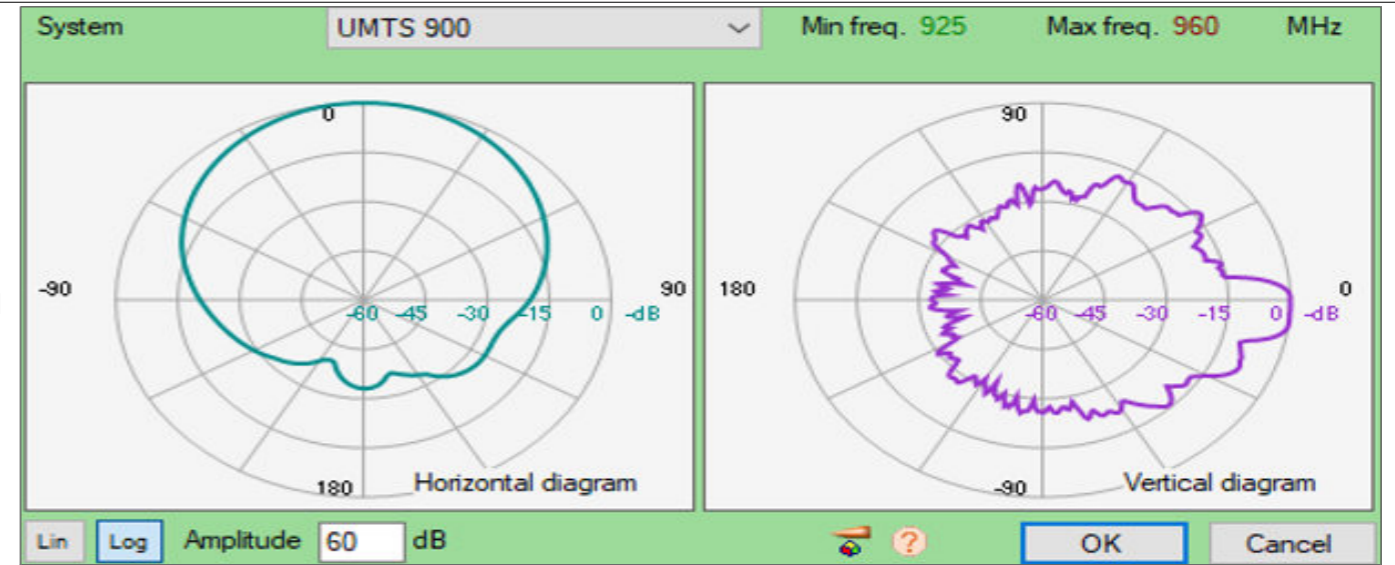 System UMTS 900 Min freq. 925 Max freq. 960 MHz
0 90
-90 90 180 0
-60 -45 -30 -15 0 -dB -60 -45 -30 -15 0 -dB
180 Horizontal diagram -90 Vertical diagram
Lin Log Amplitude 60 dB ? OK Cancel